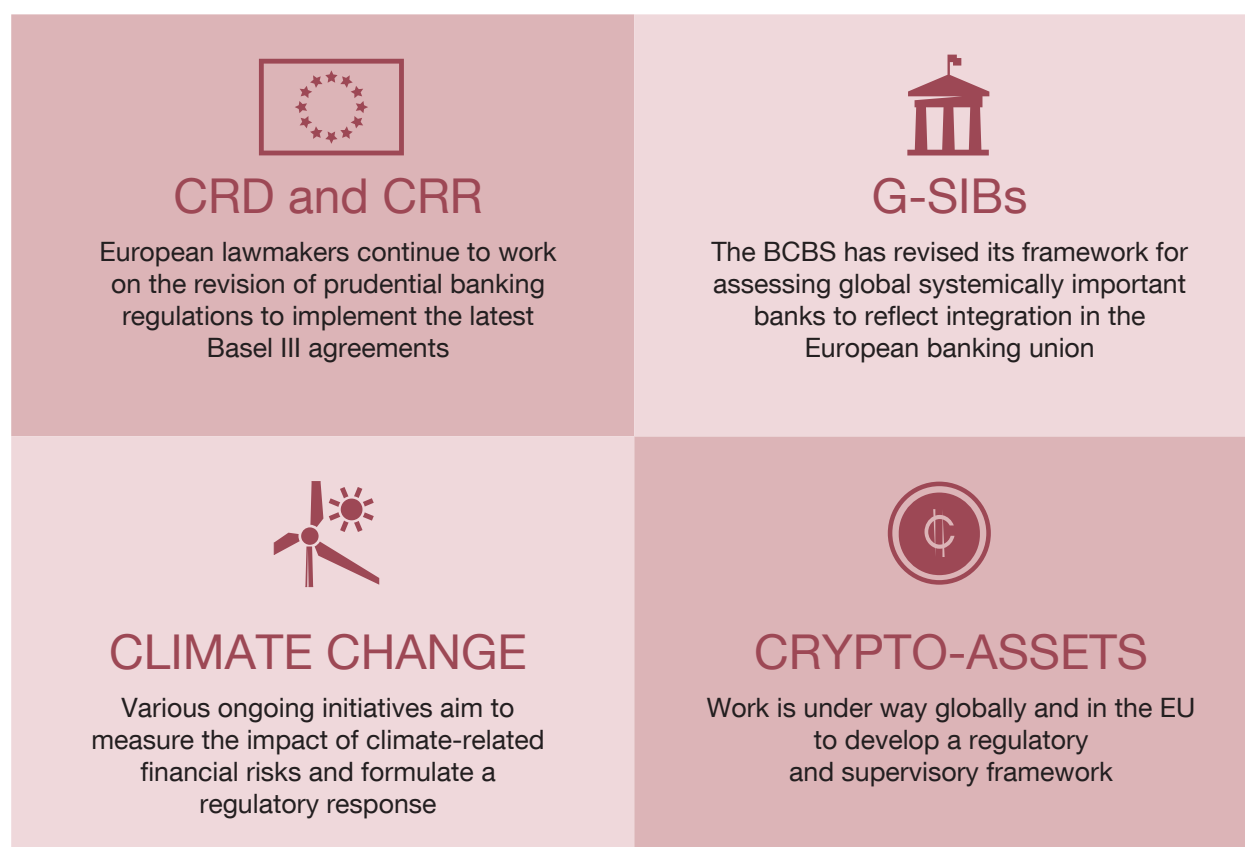 CRD and CRR
European lawmakers continue to work
on the revision of prudential banking
regulations to implement the latest
Basel III agreements
G-SIBs
The BCBS has revised its framework for
assessing global systemically important
banks to reflect integration in the
European banking union
CLIMATE CHANGE
Various ongoing initiatives aim to
measure the impact of climate-related
financial risks and formulate a
regulatory response
CRYPTO-ASSETS
Work is under way globally and in the EU
to develop a regulatory
and supervisory framework